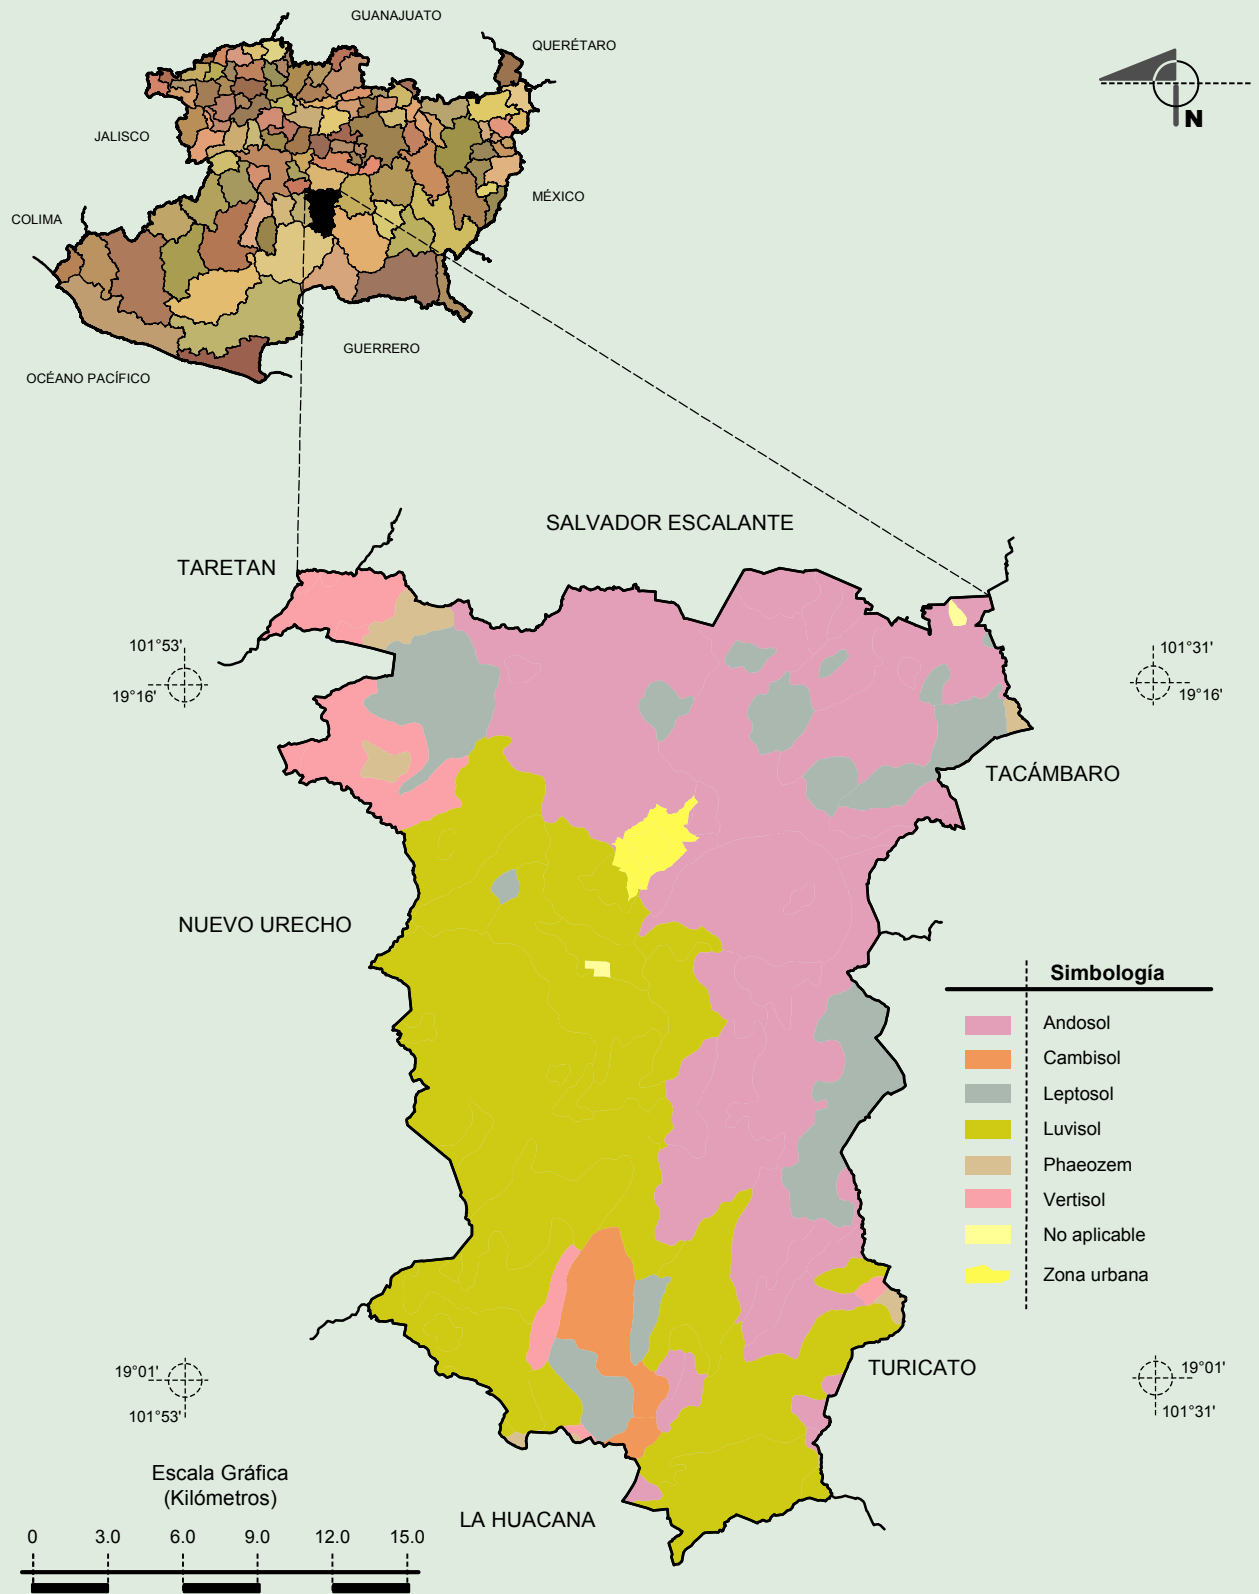 GUANAJUATO
QUERÉTARO
JALISCO
MÉXICO
COLIMA
GUERRERO
OCÉANO PACÍFICO
N
SALVADOR ESCALANTE
TARETAN
101°53'
19°16'
101°31'
19°16'
TACÁMBARO
NUEVO URECHO
Simbología
Andosol
Cambisol
Leptosol
Luvisol
Phaeozem
Vertisol
No aplicable
Zona urbana
TURICATO
19°01'
101°53'
19°01'
101°31'
LA HUACANA
Escala Gráfica
(Kilómetros)
0 3.0 6.0 9.0 12.0 15.0